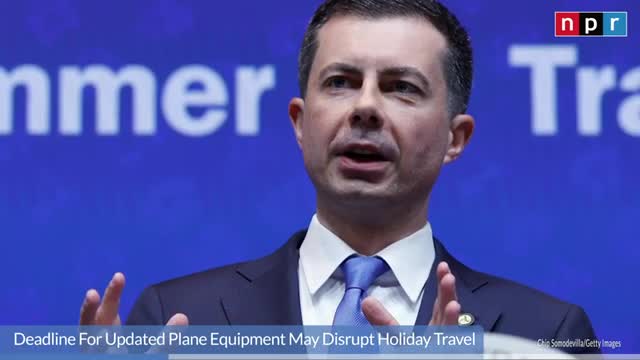 npr
mmer
Tra
Deadline For Updated Plane Equipment May Disrupt Holiday Travel
Chip Somodevilla/Getty Images